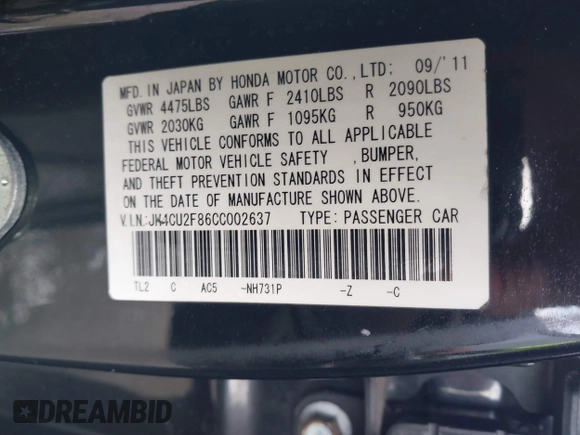 MFD. IN JAPAN BY HONDA MOTOR CO., LTD: 09/'11
GVWR 4475LBS GAWR F 2410LBS R 2090LBS
GVWR 2030KG GAWR F 1095KG R 950KG
THIS VEHICLE CONFORMS TO ALL APPLICABLE
FEDERAL MOTOR VEHICLE SAFETY , BUMPER,
AND THEFT PREVENTION STANDARDS IN EFFECT
ON THE DATE OF MANUFACTURE SHOWN ABOVE.
V.I.N.: JH4CU2F86CC002637 TYPE: PASSENGER CAR
TL2 C AC5 -NH731P -Z -C
DREAMBID